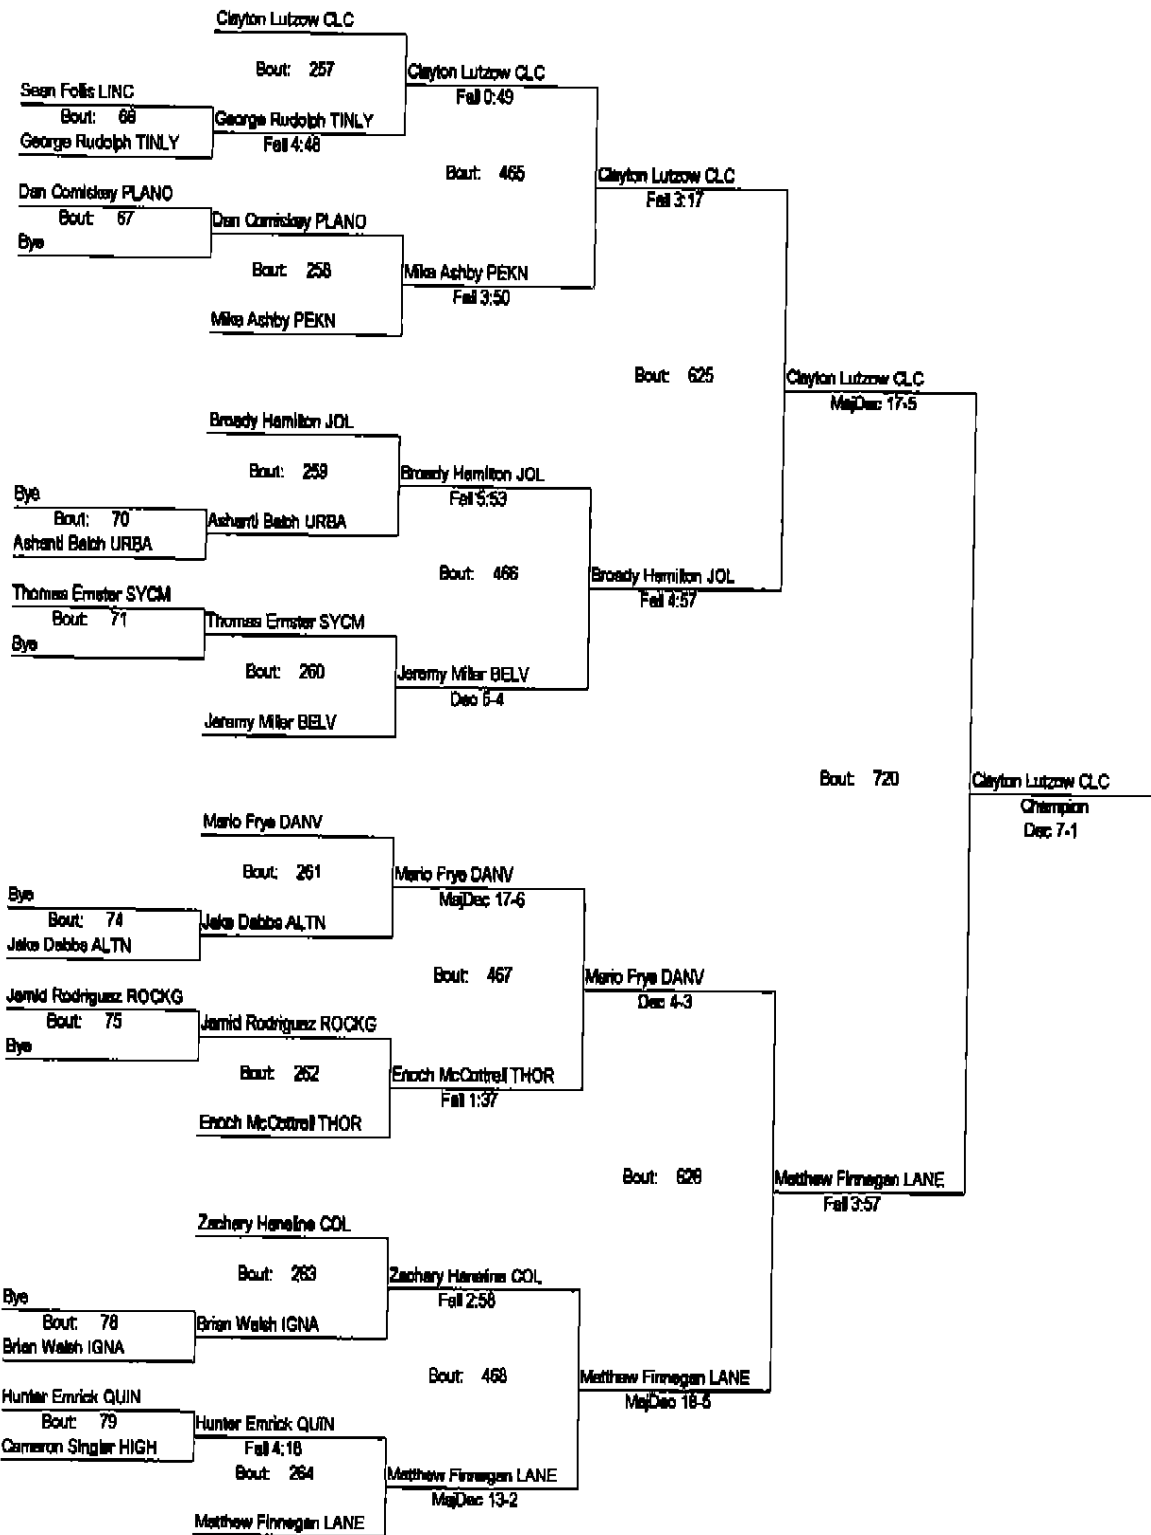 Clayton Lutzow CLC
Bout: 257
Clayton Lutzow CLC
Fall 0:49
Sean Follis LINC
Bout: 66
George Rudolph TINLY
George Rudolph TINLY
Fall 4:48
Bout: 465
Clayton Lutzow CLC
Fall 3:17
Dan Comiskey PLANO
Bout: 67
Bye
Dan Comiskey PLANO
Bout: 258
Mike Ashby PEKN
Fall 3:50
Mike Ashby PEKN
Bout: 625
Clayton Lutzow CLC
MajDec 17-5
Broady Hamilton JOL
Bout: 259
Broady Hamilton JOL
Fall 5:53
Bye
Bout: 70
Ashanti Balch URBA
Ashanti Balch URBA
Bout: 466
Broady Hamilton JOL
Fall 4:57
Thomas Ernster SYCM
Bout: 71
Bye
Thomas Ernster SYCM
Bout: 260
Jeremy Miller BELV
Dec 5-4
Jeremy Miller BELV
Bout: 720
Clayton Lutzow CLC
Champion
Dec 7-1
Mario Frye DANV
Bout: 261
Mario Frye DANV
MajDec 17-6
Bye
Bout: 74
Jake Dabbs ALTN
Jake Dabbs ALTN
Bout: 467
Mario Frye DANV
Dec 4-3
Jamid Rodriguez ROCKG
Bout: 75
Bye
Jamid Rodriguez ROCKG
Bout: 262
Enoch McCottrell THOR
Fall 1:37
Enoch McCottrell THOR
Bout: 626
Matthew Finnegan LANE
Fall 3:57
Zachary Haneline COL
Bout: 263
Zachary Haneline COL
Fall 2:58
Bye
Bout: 78
Brian Walsh IGNA
Brian Walsh IGNA
Bout: 468
Matthew Finnegan LANE
MajDec 18-5
Hunter Emrick QUIN
Bout: 79
Cameron Singler HIGH
Hunter Emrick QUIN
Fall 4:18
Bout: 264
Matthew Finnegan LANE
MajDec 13-2
Matthew Finnegan LANE